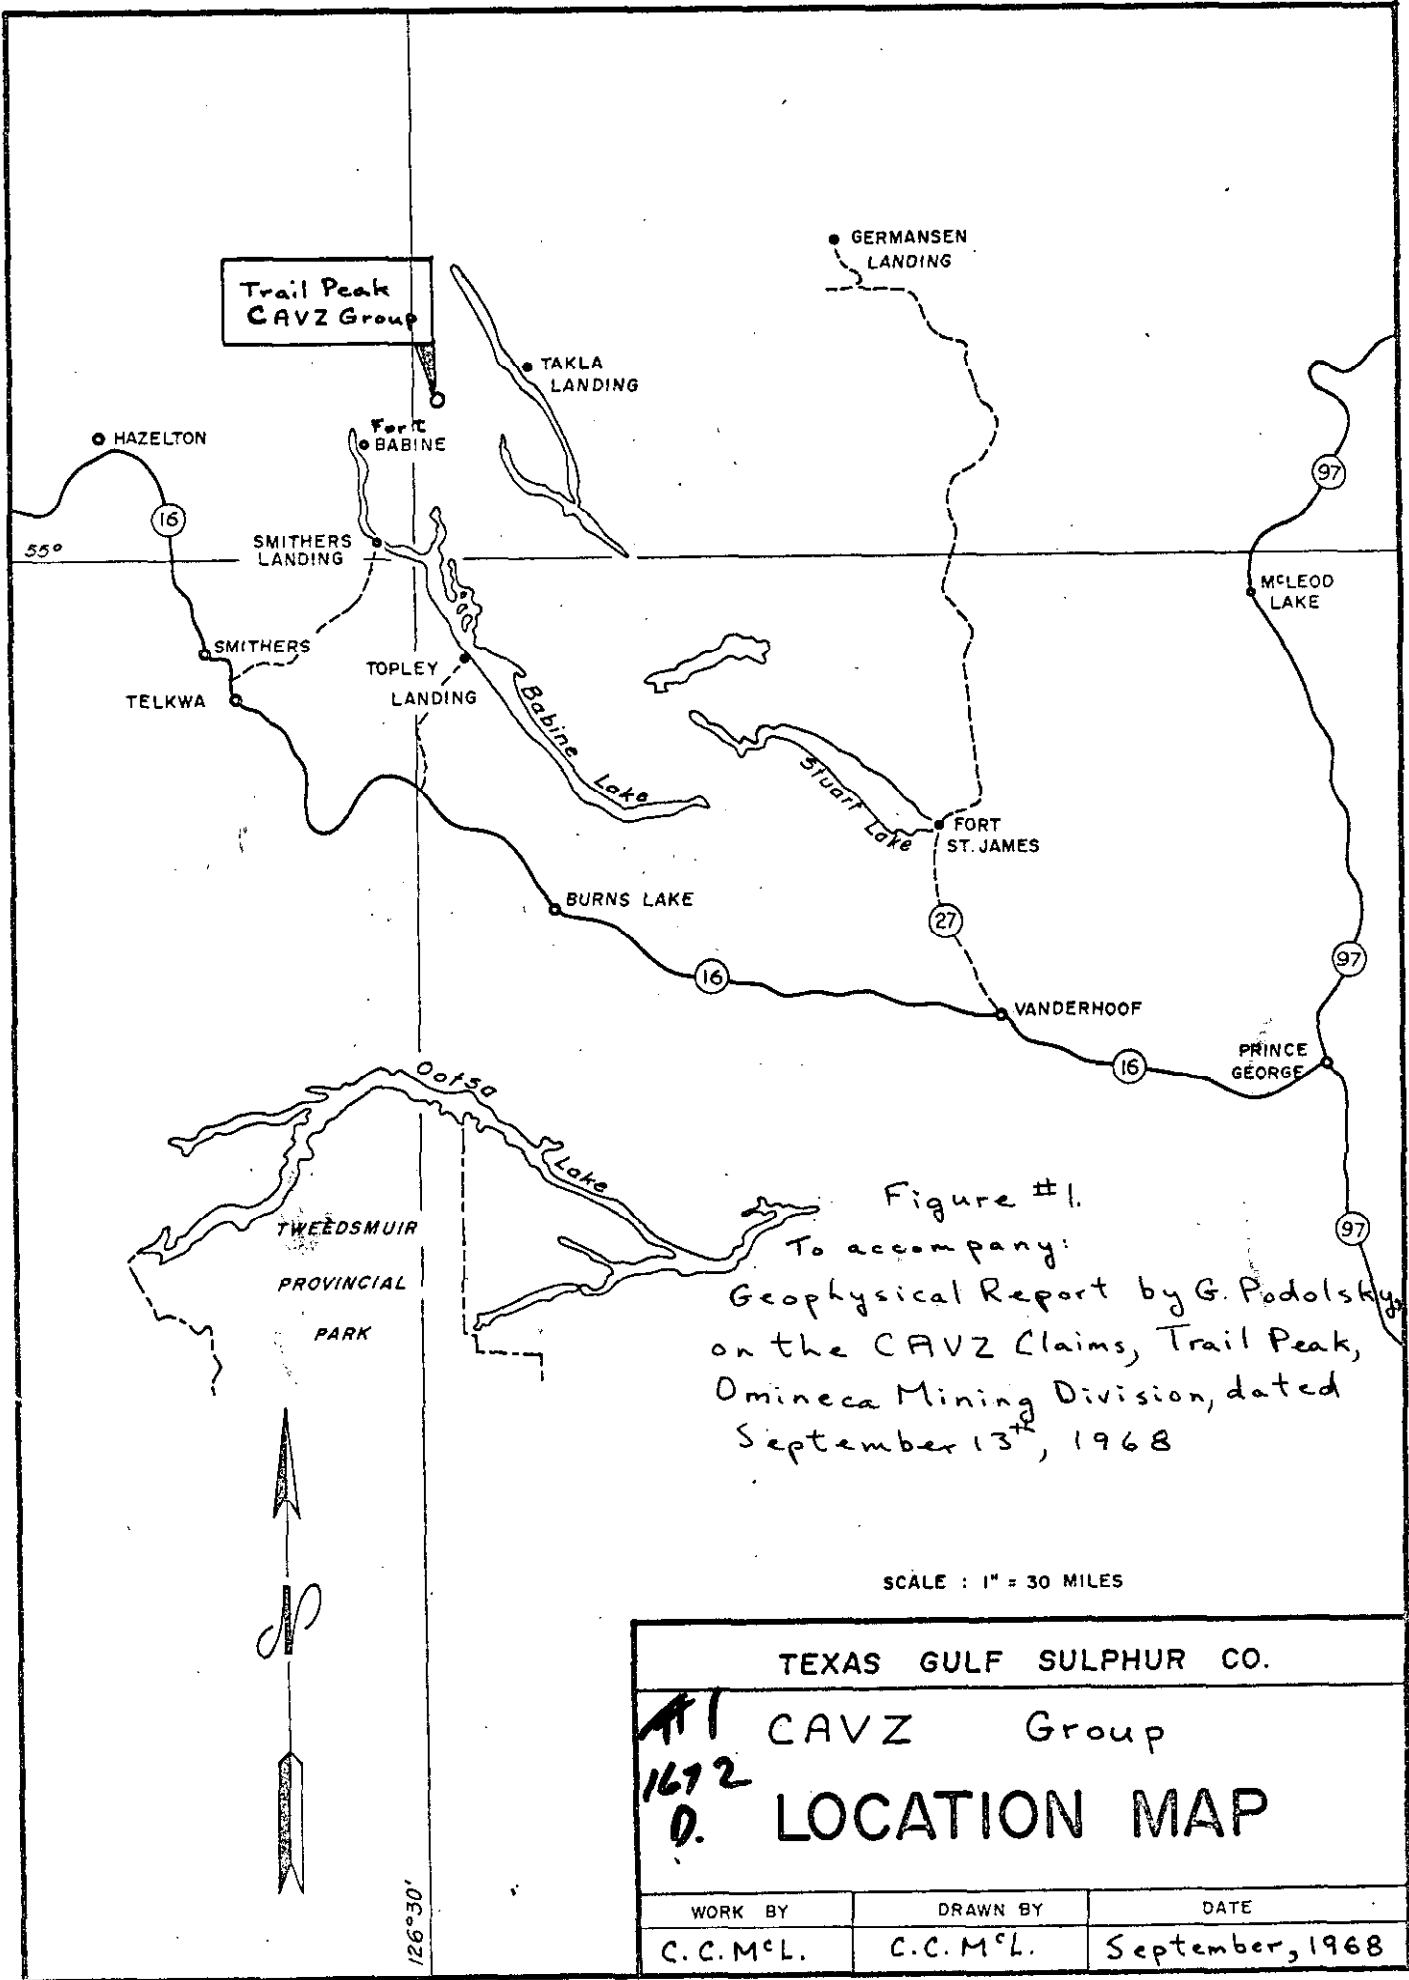 GERMANSEN
LANDING
Trail Peak
CAVZ Group
TAKLA
LANDING
HAZELTON
Fort
BABINE
97
16
SMITHERS
LANDING
55°
McLEOD
LAKE
SMITHERS
TOPLEY
LANDING
TELKWA
Babine
Lake
Stuart
Lake
FORT
ST. JAMES
BURNS LAKE
27
16
97
VANDERHOOF
PRINCE
GEORGE
16
Ootsa
Lake
97
TWEEDSMUIR
PROVINCIAL
PARK
Figure #1.
To accompany:
Geophysical Report by G. Podolsky,
on the CAVZ Claims, Trail Peak,
Omineca Mining Division, dated
September 13th, 1968
N
SCALE : 1" = 30 MILES
TEXAS GULF SULPHUR CO.
#1
CAVZ Group
1692
D.
LOCATION MAP
126°30'
WORK BY DRAWN BY DATE
C.C. McL. C.C. McL. September, 1968